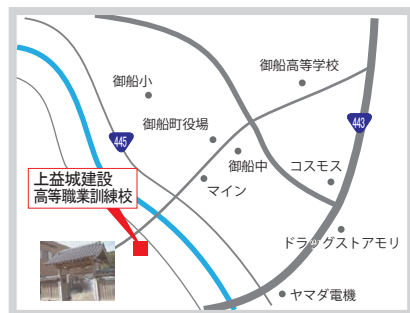 御船高等学校
御船小
御船町役場
443
445
御船中
コスモス
上益城建設
高等職業訓練校
マイン
ドラッグストアモリ
ヤマダ電機